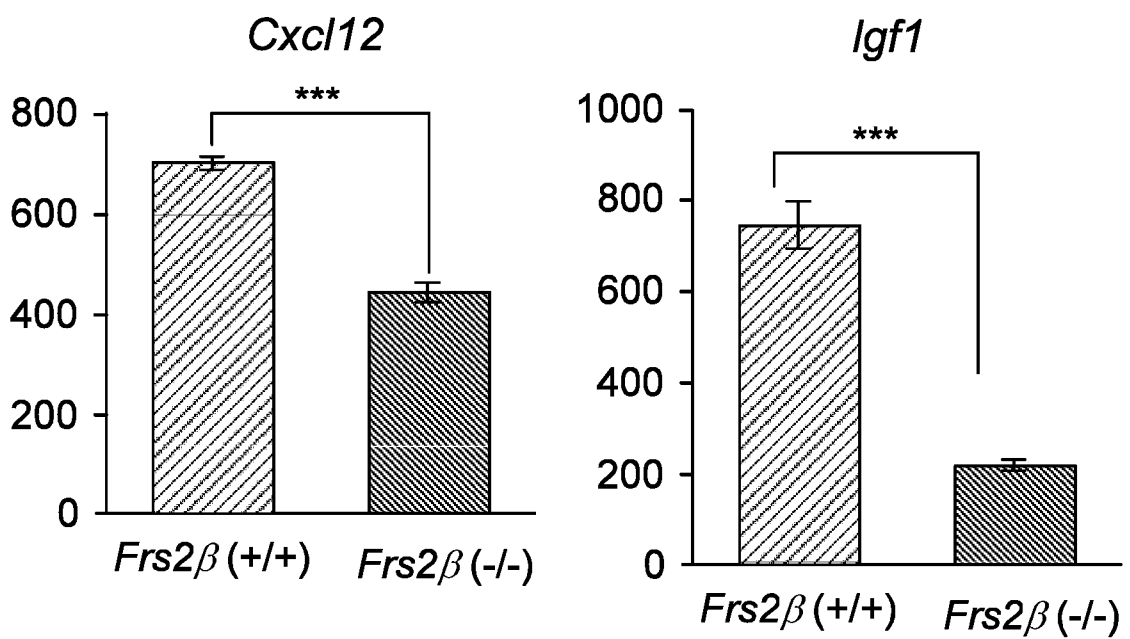 Cxcl12
***
800
600
400
200
0
Frs2β (+/+)
Frs2β (-/-)
Igf1
***
1000
800
600
400
200
0
Frs2β (+/+)
Frs2β (-/-)